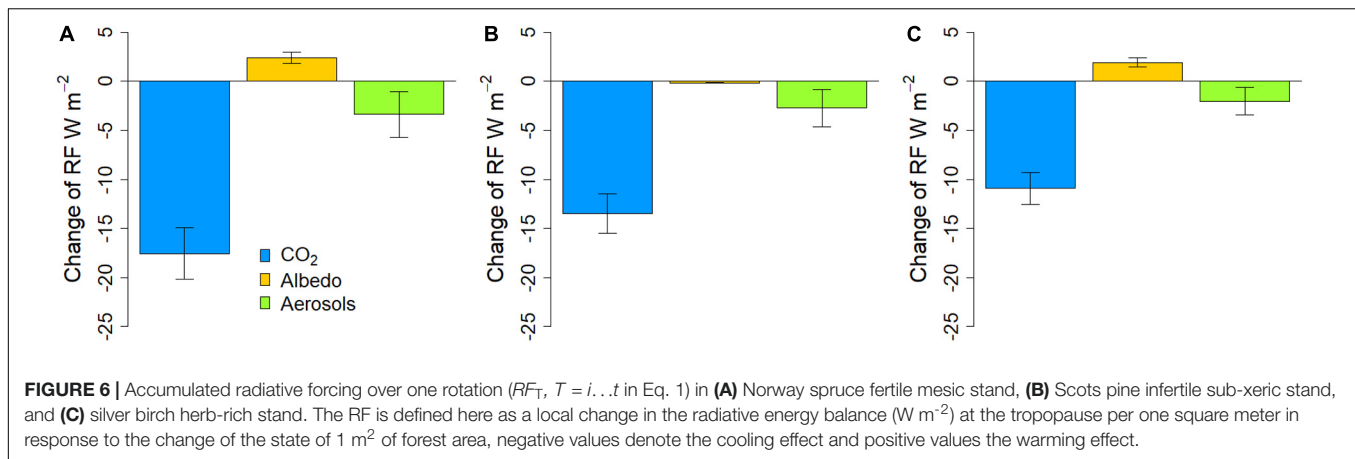 A
Change of RF W m⁻²
5
0
-5
-10
-15
-20
-25
CO₂
Albedo
Aerosols
B
Change of RF W m⁻²
5
0
-5
-10
-15
-20
-25
C
Change of RF W m⁻²
5
0
-5
-10
-15
-20
-25
FIGURE 6 | Accumulated radiative forcing over one rotation (RF_T, T = i…t in Eq. 1) in (A) Norway spruce fertile mesic stand, (B) Scots pine infertile sub-xeric stand,
and (C) silver birch herb-rich stand. The RF is defined here as a local change in the radiative energy balance (W m⁻²) at the tropopause per one square meter in
response to the change of the state of 1 m² of forest area, negative values denote the cooling effect and positive values the warming effect.